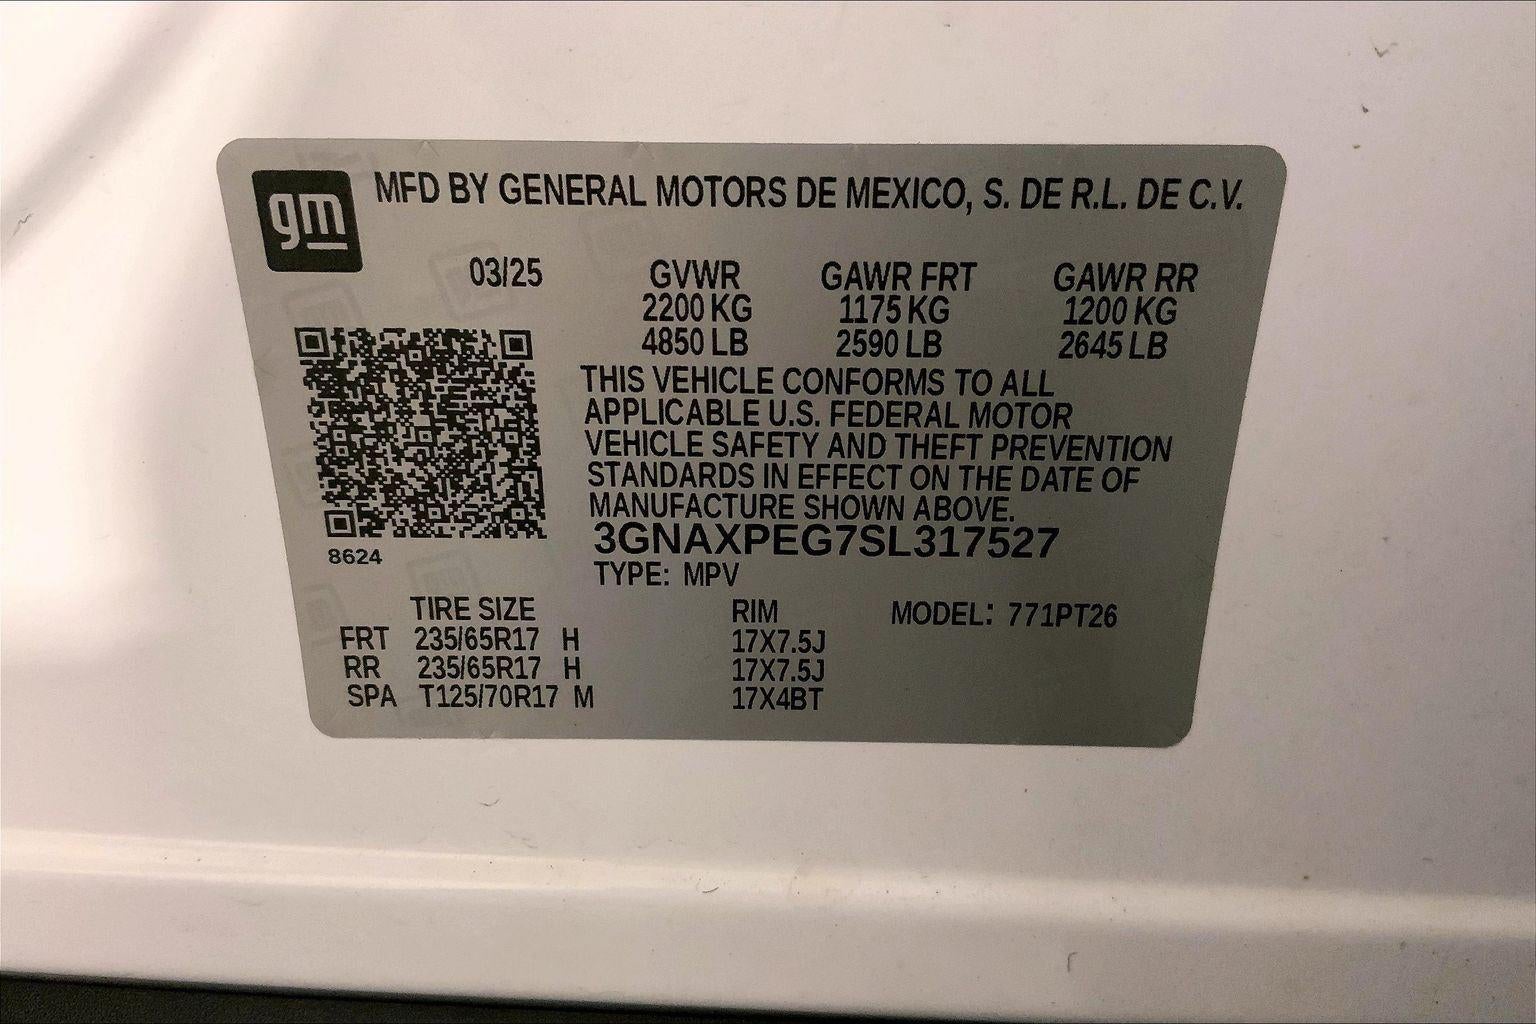 gm MFD BY GENERAL MOTORS DE MEXICO, S. DE R.L. DE C.V.
03/25 GVWR GAWR FRT GAWR RR
2200 KG 1175 KG 1200 KG
4850 LB 2590 LB 2645 LB
THIS VEHICLE CONFORMS TO ALL
APPLICABLE U.S. FEDERAL MOTOR
VEHICLE SAFETY AND THEFT PREVENTION
STANDARDS IN EFFECT ON THE DATE OF
MANUFACTURE SHOWN ABOVE.
3GNAXPEG7SL317527
8624
TYPE: MPV
TIRE SIZE RIM MODEL: 771PT26
FRT 235/65R17 H 17X7.5J
RR 235/65R17 H 17X7.5J
SPA T125/70R17 M 17X4BT